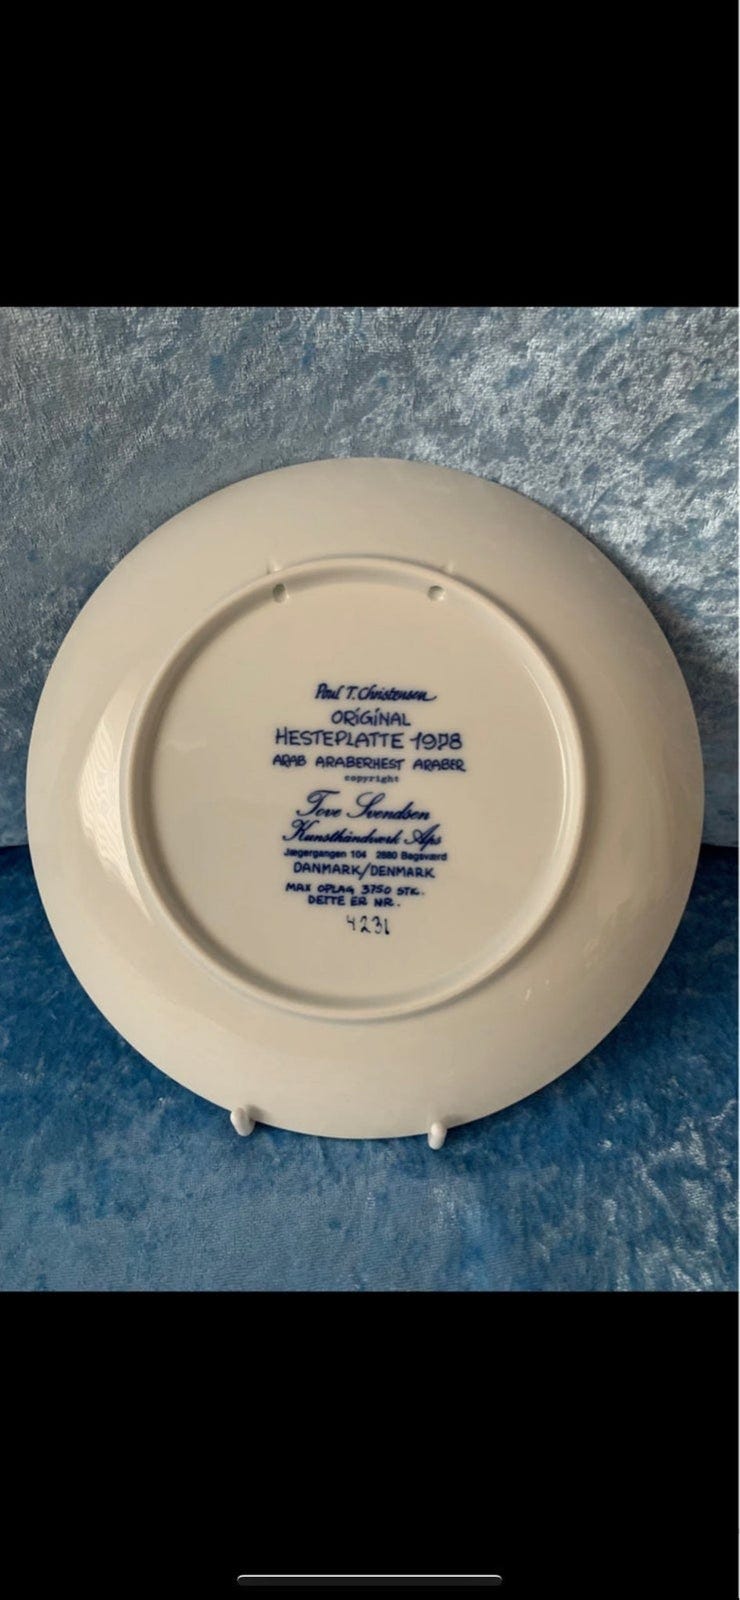 Poul T. Christensen
ORIGINAL
HESTEPLATTE 1978
ARAB ARABERHEST ARABER
copyright
Tove Svendsen
Kunsthåndværk Aps
Jægergangen 104 2880 Bagsværd
DANMARK/DENMARK
MAX OPLAG 3750 STK.
DETTE ER NR.
4231